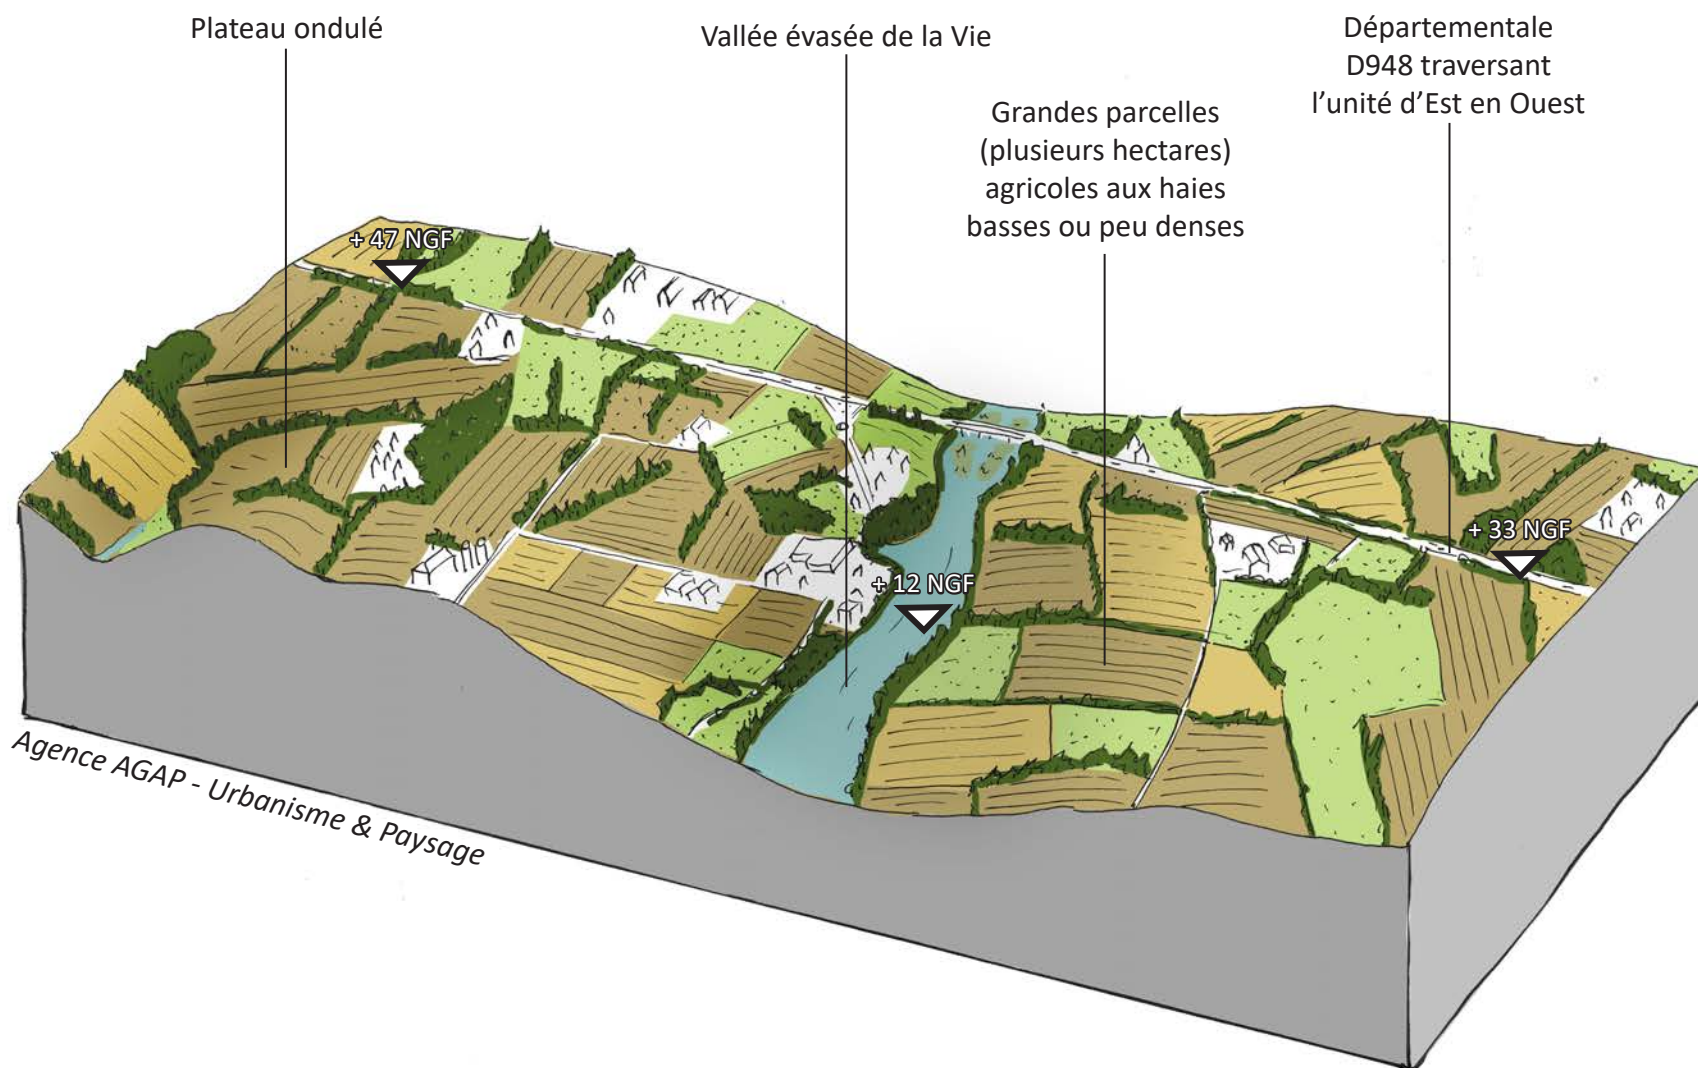 Plateau ondulé
Vallée évasée de la Vie
Départementale
D948 traversant
l’unité d’Est en Ouest
Grandes parcelles
(plusieurs hectares)
agricoles aux haies
basses ou peu denses
+ 47 NGF
+ 33 NGF
+ 12 NGF
Agence AGAP - Urbanisme & Paysage